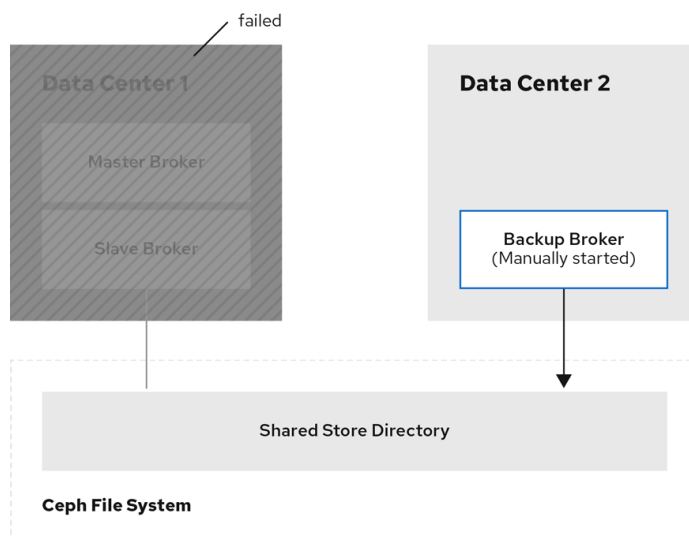 failed
Data Center 1
Master Broker
Slave Broker
Data Center 2
Backup Broker
(Manually started)
Shared Store Directory
Ceph File System